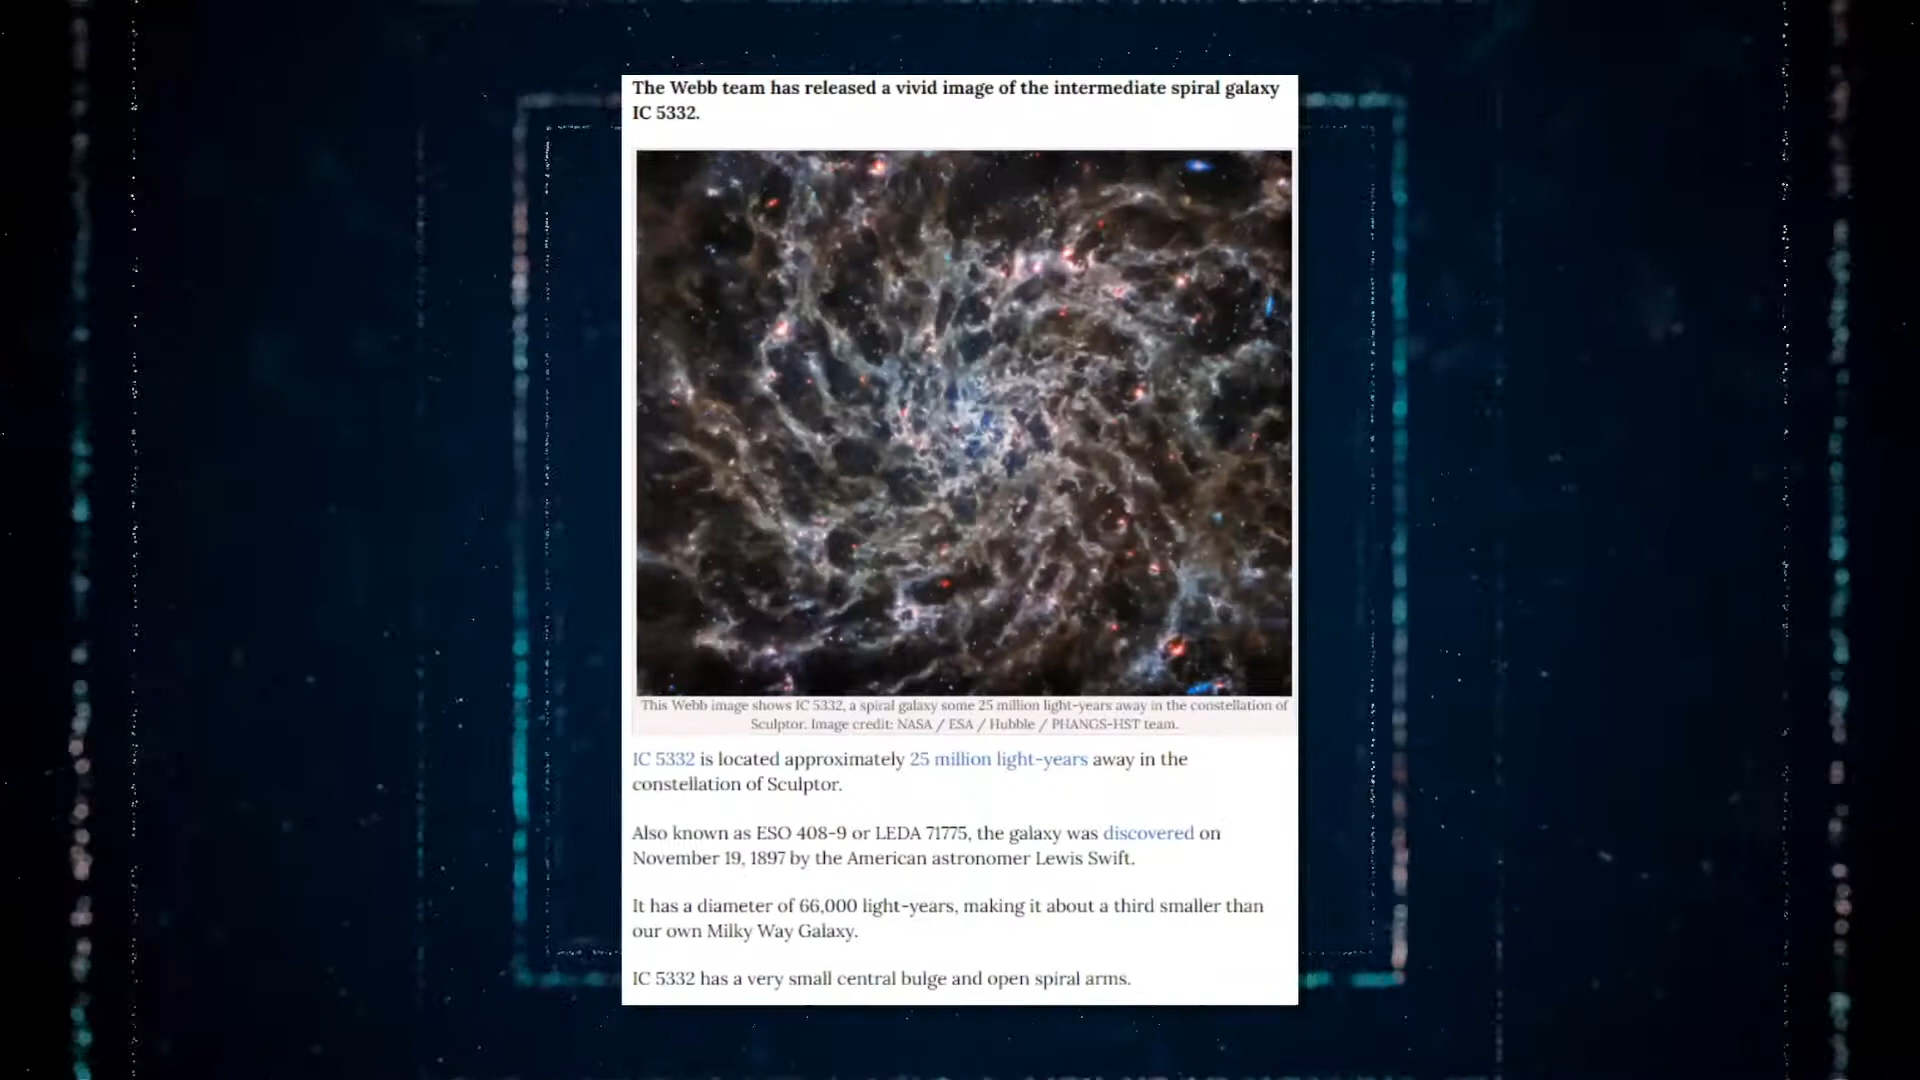 The Webb team has released a vivid image of the intermediate spiral galaxy
IC 5332.
This Webb image shows IC 5332, a spiral galaxy some 25 million light-years away in the constellation of
Sculptor. Image credit: NASA / ESA / Hubble / PHANGS-HST team.
IC 5332 is located approximately 25 million light-years away in the
constellation of Sculptor.
Also known as ESO 408-9 or LEDA 71775, the galaxy was discovered on
November 19, 1897 by the American astronomer Lewis Swift.
It has a diameter of 66,000 light-years, making it about a third smaller than
our own Milky Way Galaxy.
IC 5332 has a very small central bulge and open spiral arms.